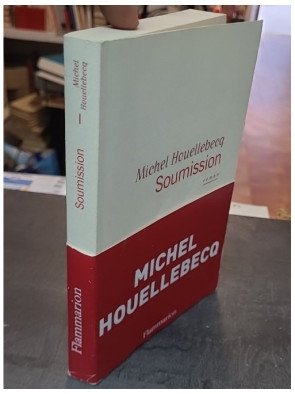 Michel
Houellebecq
Soumission
Flammarion
Michel Houellebecq
Soumission
roman
MICHEL
HOUELLEBECQ
Flammarion